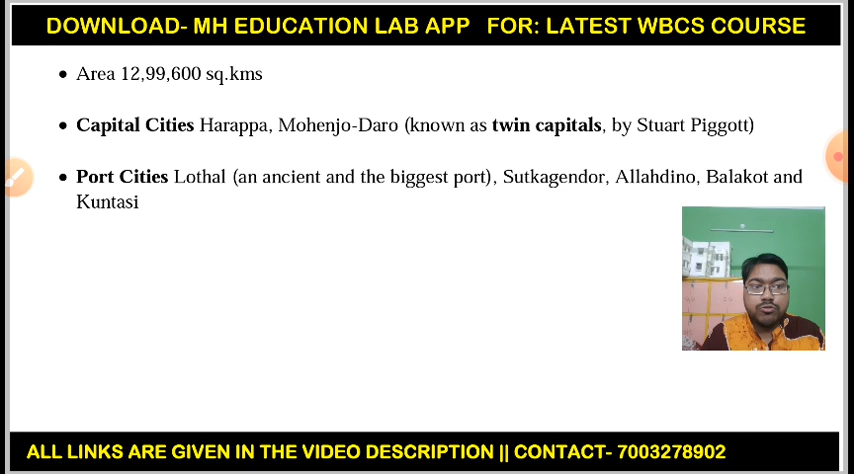 DOWNLOAD- MH EDUCATION LAB APP FOR: LATEST WBCS COURSE
• Area 12,99,600 sq.kms
• Capital Cities Harappa, Mohenjo-Daro (known as twin capitals, by Stuart Piggott)
• Port Cities Lothal (an ancient and the biggest port), Sutkagendor, Allahdino, Balakot and
Kuntasi
ALL LINKS ARE GIVEN IN THE VIDEO DESCRIPTION || CONTACT- 7003278902